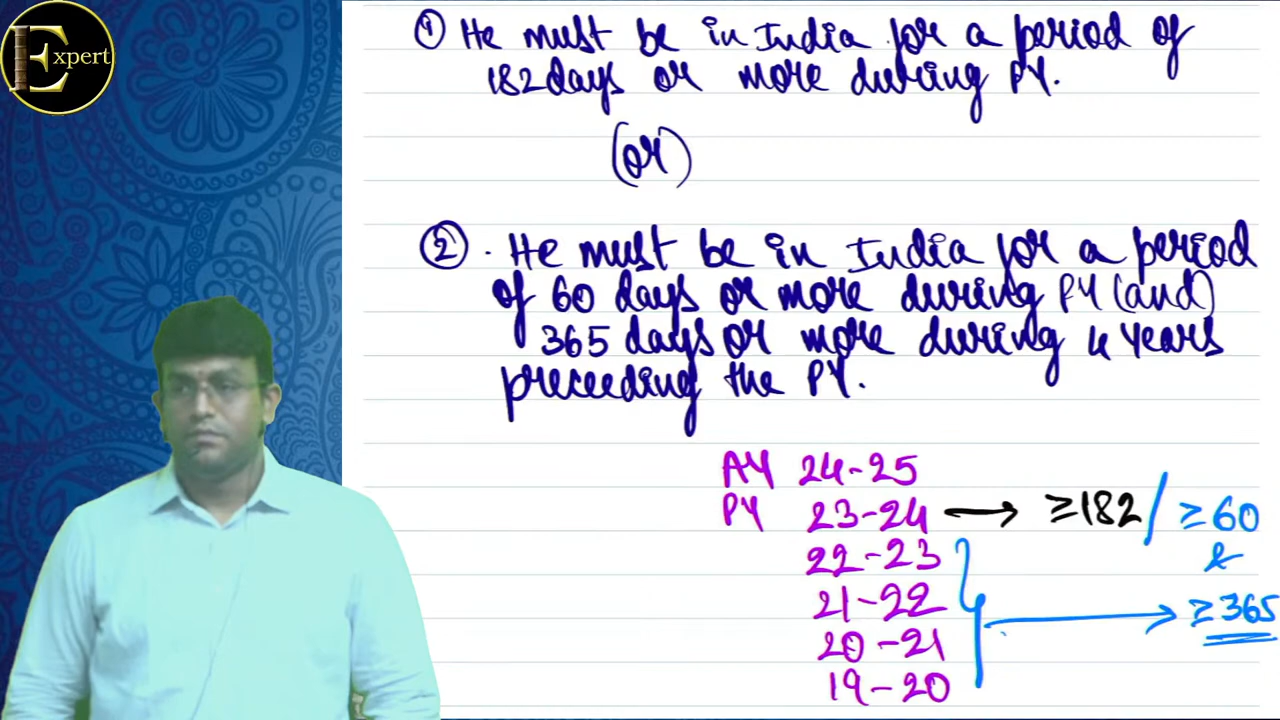 Expert
① He must be in India for a period of
182 days or more during PY.
(or)
② . He must be in India for a period
of 60 days or more during PY (and)
365 days or more during 4 Years
preceeding the PY.
AY 24-25
PY 23-24 → ≥182 / ≥60
22-23 &
21-22 → ≥365
20-21
19-20